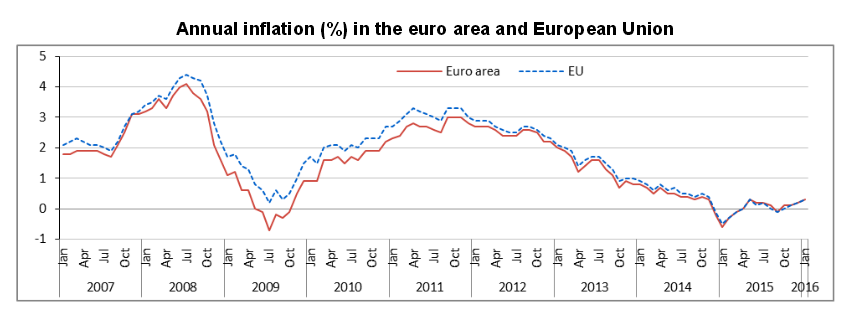 Annual inflation (%) in the euro area and European Union
5
4
3
2
1
0
-1
Euro area
EU
Jan Apr Jul Oct Jan Apr Jul Oct Jan Apr Jul Oct Jan Apr Jul Oct Jan Apr Jul Oct Jan Apr Jul Oct Jan Apr Jul Oct Jan Apr Jul Oct Jan Apr Jul Oct Jan
2007 2008 2009 2010 2011 2012 2013 2014 2015 2016